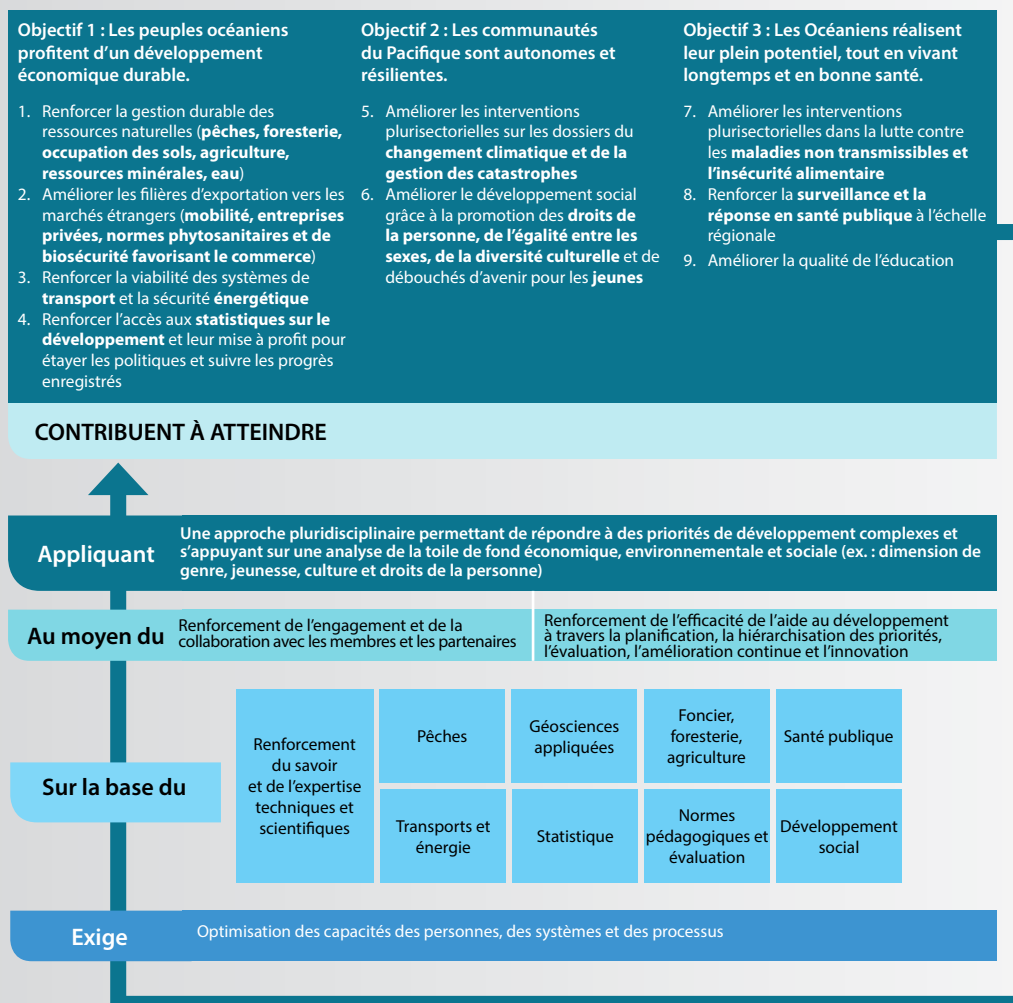 Objectif 1 : Les peuples océaniens
profitent d’un développement
économique durable.
1. Renforcer la gestion durable des
ressources naturelles (pêches, foresterie,
occupation des sols, agriculture,
ressources minérales, eau)
2. Améliorer les filières d’exportation vers les
marchés étrangers (mobilité, entreprises
privées, normes phytosanitaires et de
biosécurité favorisant le commerce)
3. Renforcer la viabilité des systèmes de
transport et la sécurité énergétique
4. Renforcer l’accès aux statistiques sur le
développement et leur mise à profit pour
étayer les politiques et suivre les progrès
enregistrés
Objectif 2 : Les communautés
du Pacifique sont autonomes et
résilientes.
5. Améliorer les interventions
plurisectorielles sur les dossiers du
changement climatique et de la
gestion des catastrophes
6. Améliorer le développement social
grâce à la promotion des droits de
la personne, de l’égalité entre les
sexes, de la diversité culturelle et de
débouchés d’avenir pour les jeunes
Objectif 3 : Les Océaniens réalisent
leur plein potentiel, tout en vivant
longtemps et en bonne santé.
7. Améliorer les interventions
plurisectorielles dans la lutte contre
les maladies non transmissibles et
l’insécurité alimentaire
8. Renforcer la surveillance et la
réponse en santé publique à l’échelle
régionale
9. Améliorer la qualité de l’éducation
CONTRIBUENT À ATTEINDRE
Appliquant
Une approche pluridisciplinaire permettant de répondre à des priorités de développement complexes et
s’appuyant sur une analyse de la toile de fond économique, environnementale et sociale (ex. : dimension de
genre, jeunesse, culture et droits de la personne)
Au moyen du
Renforcement de l’engagement et de la
collaboration avec les membres et les partenaires
Renforcement de l’efficacité de l’aide au développement
à travers la planification, la hiérarchisation des priorités,
l’évaluation, l’amélioration continue et l’innovation
Sur la base du
Renforcement
du savoir
et de l’expertise
techniques et
scientifiques
Pêches
Géosciences
appliquées
Foncier,
foresterie,
agriculture
Santé publique
Transports et
énergie
Statistique
Normes
pédagogiques et
évaluation
Développement
social
Exige
Optimisation des capacités des personnes, des systèmes et des processus